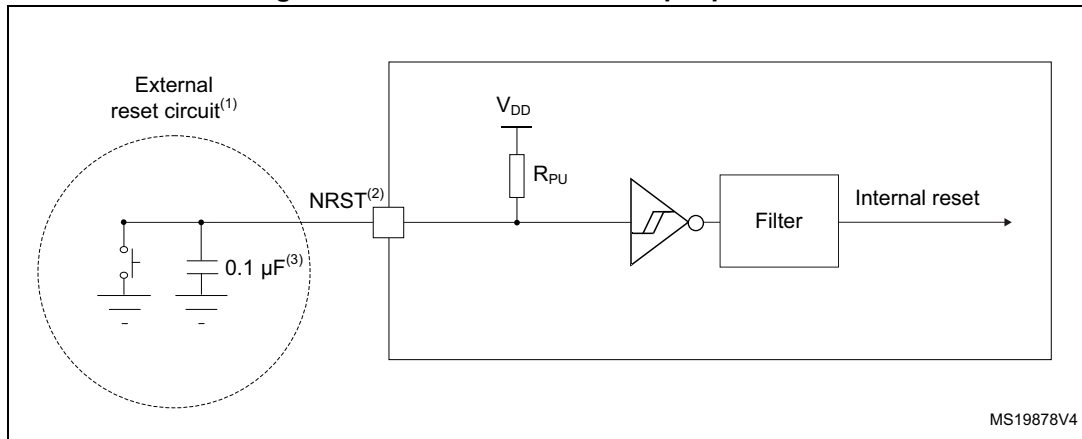 External
reset circuit(1)
VDD
RPU
NRST(2)
Filter
Internal reset
0.1 µF(3)
MS19878V4